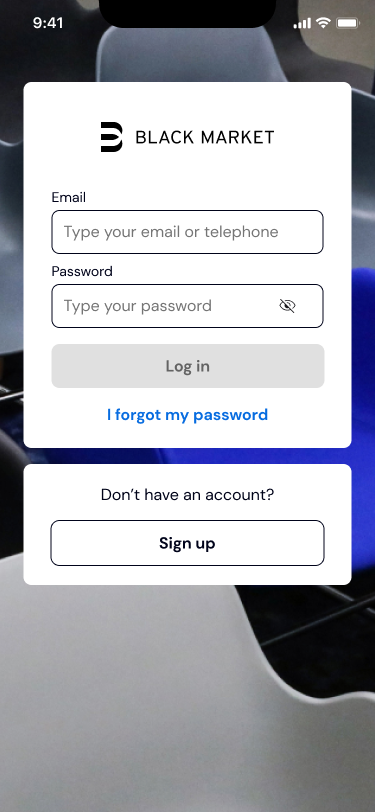 9:41
BLACK MARKET
Email
Type your email or telephone
Password
Type your password
Log in
I forgot my password
Don’t have an account?
Sign up